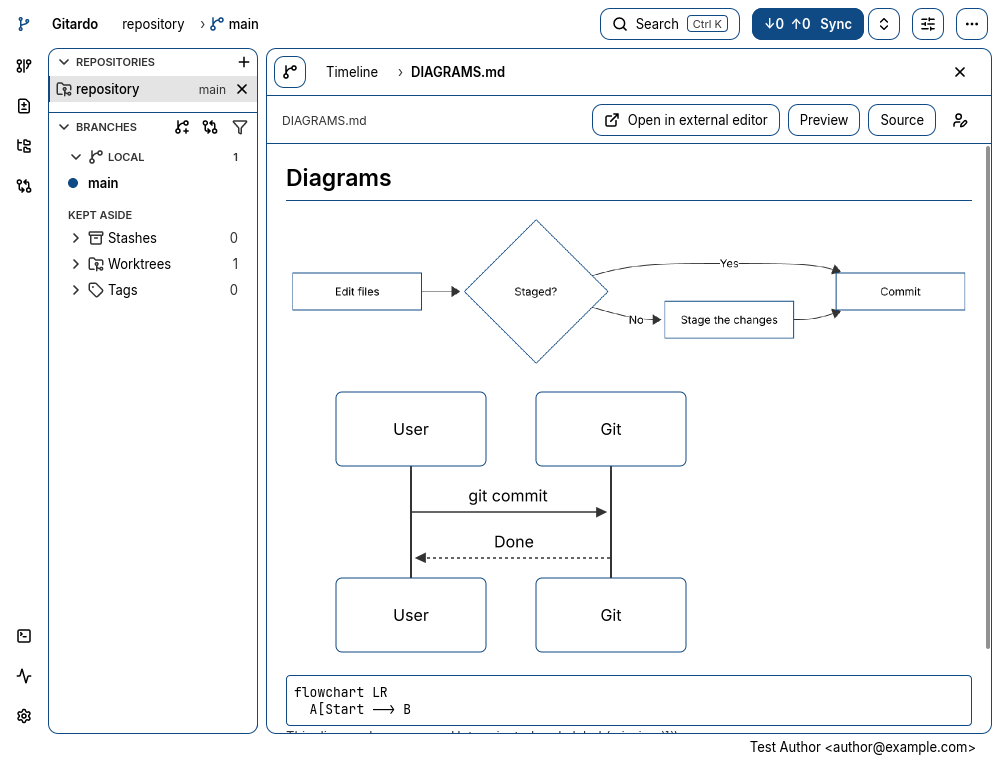 Gitardo repository › main Search Ctrl K ↓0 ↑0 Sync
REPOSITORIES
repository main
BRANCHES
LOCAL 1
main
KEPT ASIDE
Stashes 0
Worktrees 1
Tags 0
Timeline › DIAGRAMS.md
DIAGRAMS.md Open in external editor Preview Source
Diagrams
Edit files
Staged?
Yes
No
Stage the changes
Commit
User Git
git commit
Done
User Git
flowchart LR
A[Start --> B
Test Author <author@example.com>